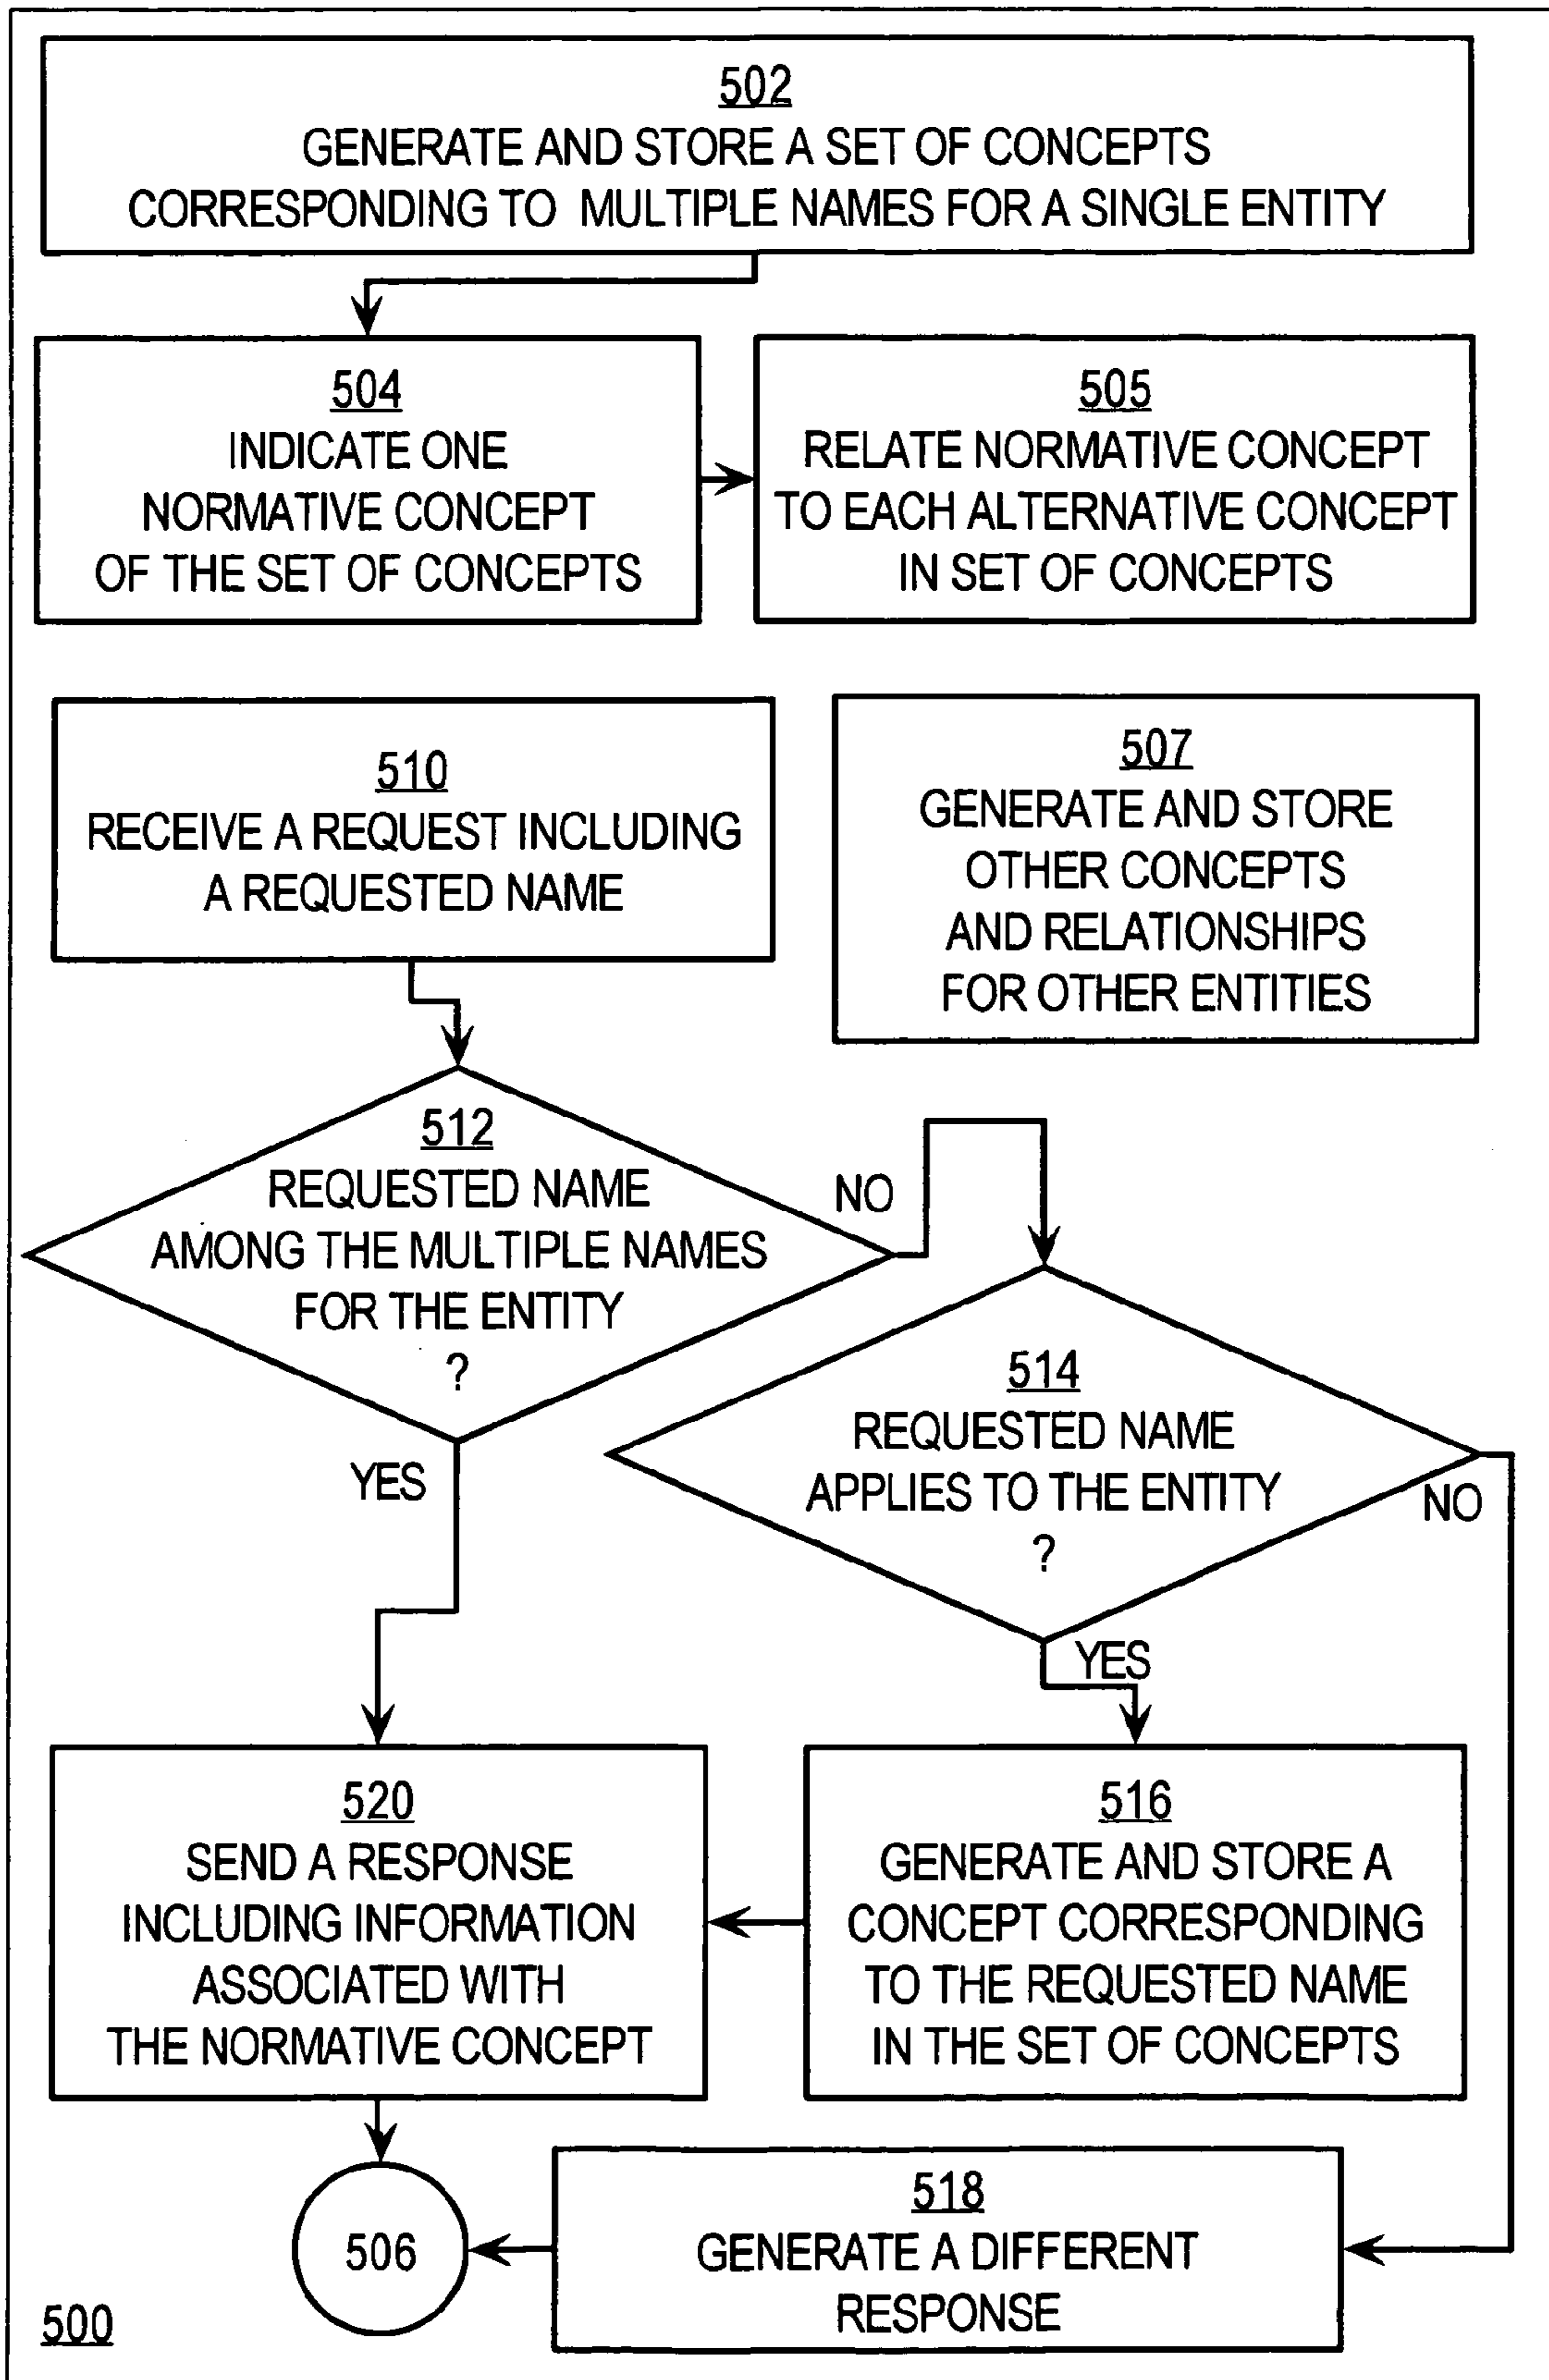 502
GENERATE AND STORE A SET OF CONCEPTS
CORRESPONDING TO MULTIPLE NAMES FOR A SINGLE ENTITY
504
INDICATE ONE
NORMATIVE CONCEPT
OF THE SET OF CONCEPTS
505
RELATE NORMATIVE CONCEPT
TO EACH ALTERNATIVE CONCEPT
IN SET OF CONCEPTS
510
RECEIVE A REQUEST INCLUDING
A REQUESTED NAME
507
GENERATE AND STORE
OTHER CONCEPTS
AND RELATIONSHIPS
FOR OTHER ENTITIES
512
REQUESTED NAME
AMONG THE MULTIPLE NAMES
FOR THE ENTITY
?
NO
YES
514
REQUESTED NAME
APPLIES TO THE ENTITY
?
NO
YES
520
SEND A RESPONSE
INCLUDING INFORMATION
ASSOCIATED WITH
THE NORMATIVE CONCEPT
516
GENERATE AND STORE A
CONCEPT CORRESPONDING
TO THE REQUESTED NAME
IN THE SET OF CONCEPTS
506
518
GENERATE A DIFFERENT
RESPONSE
500